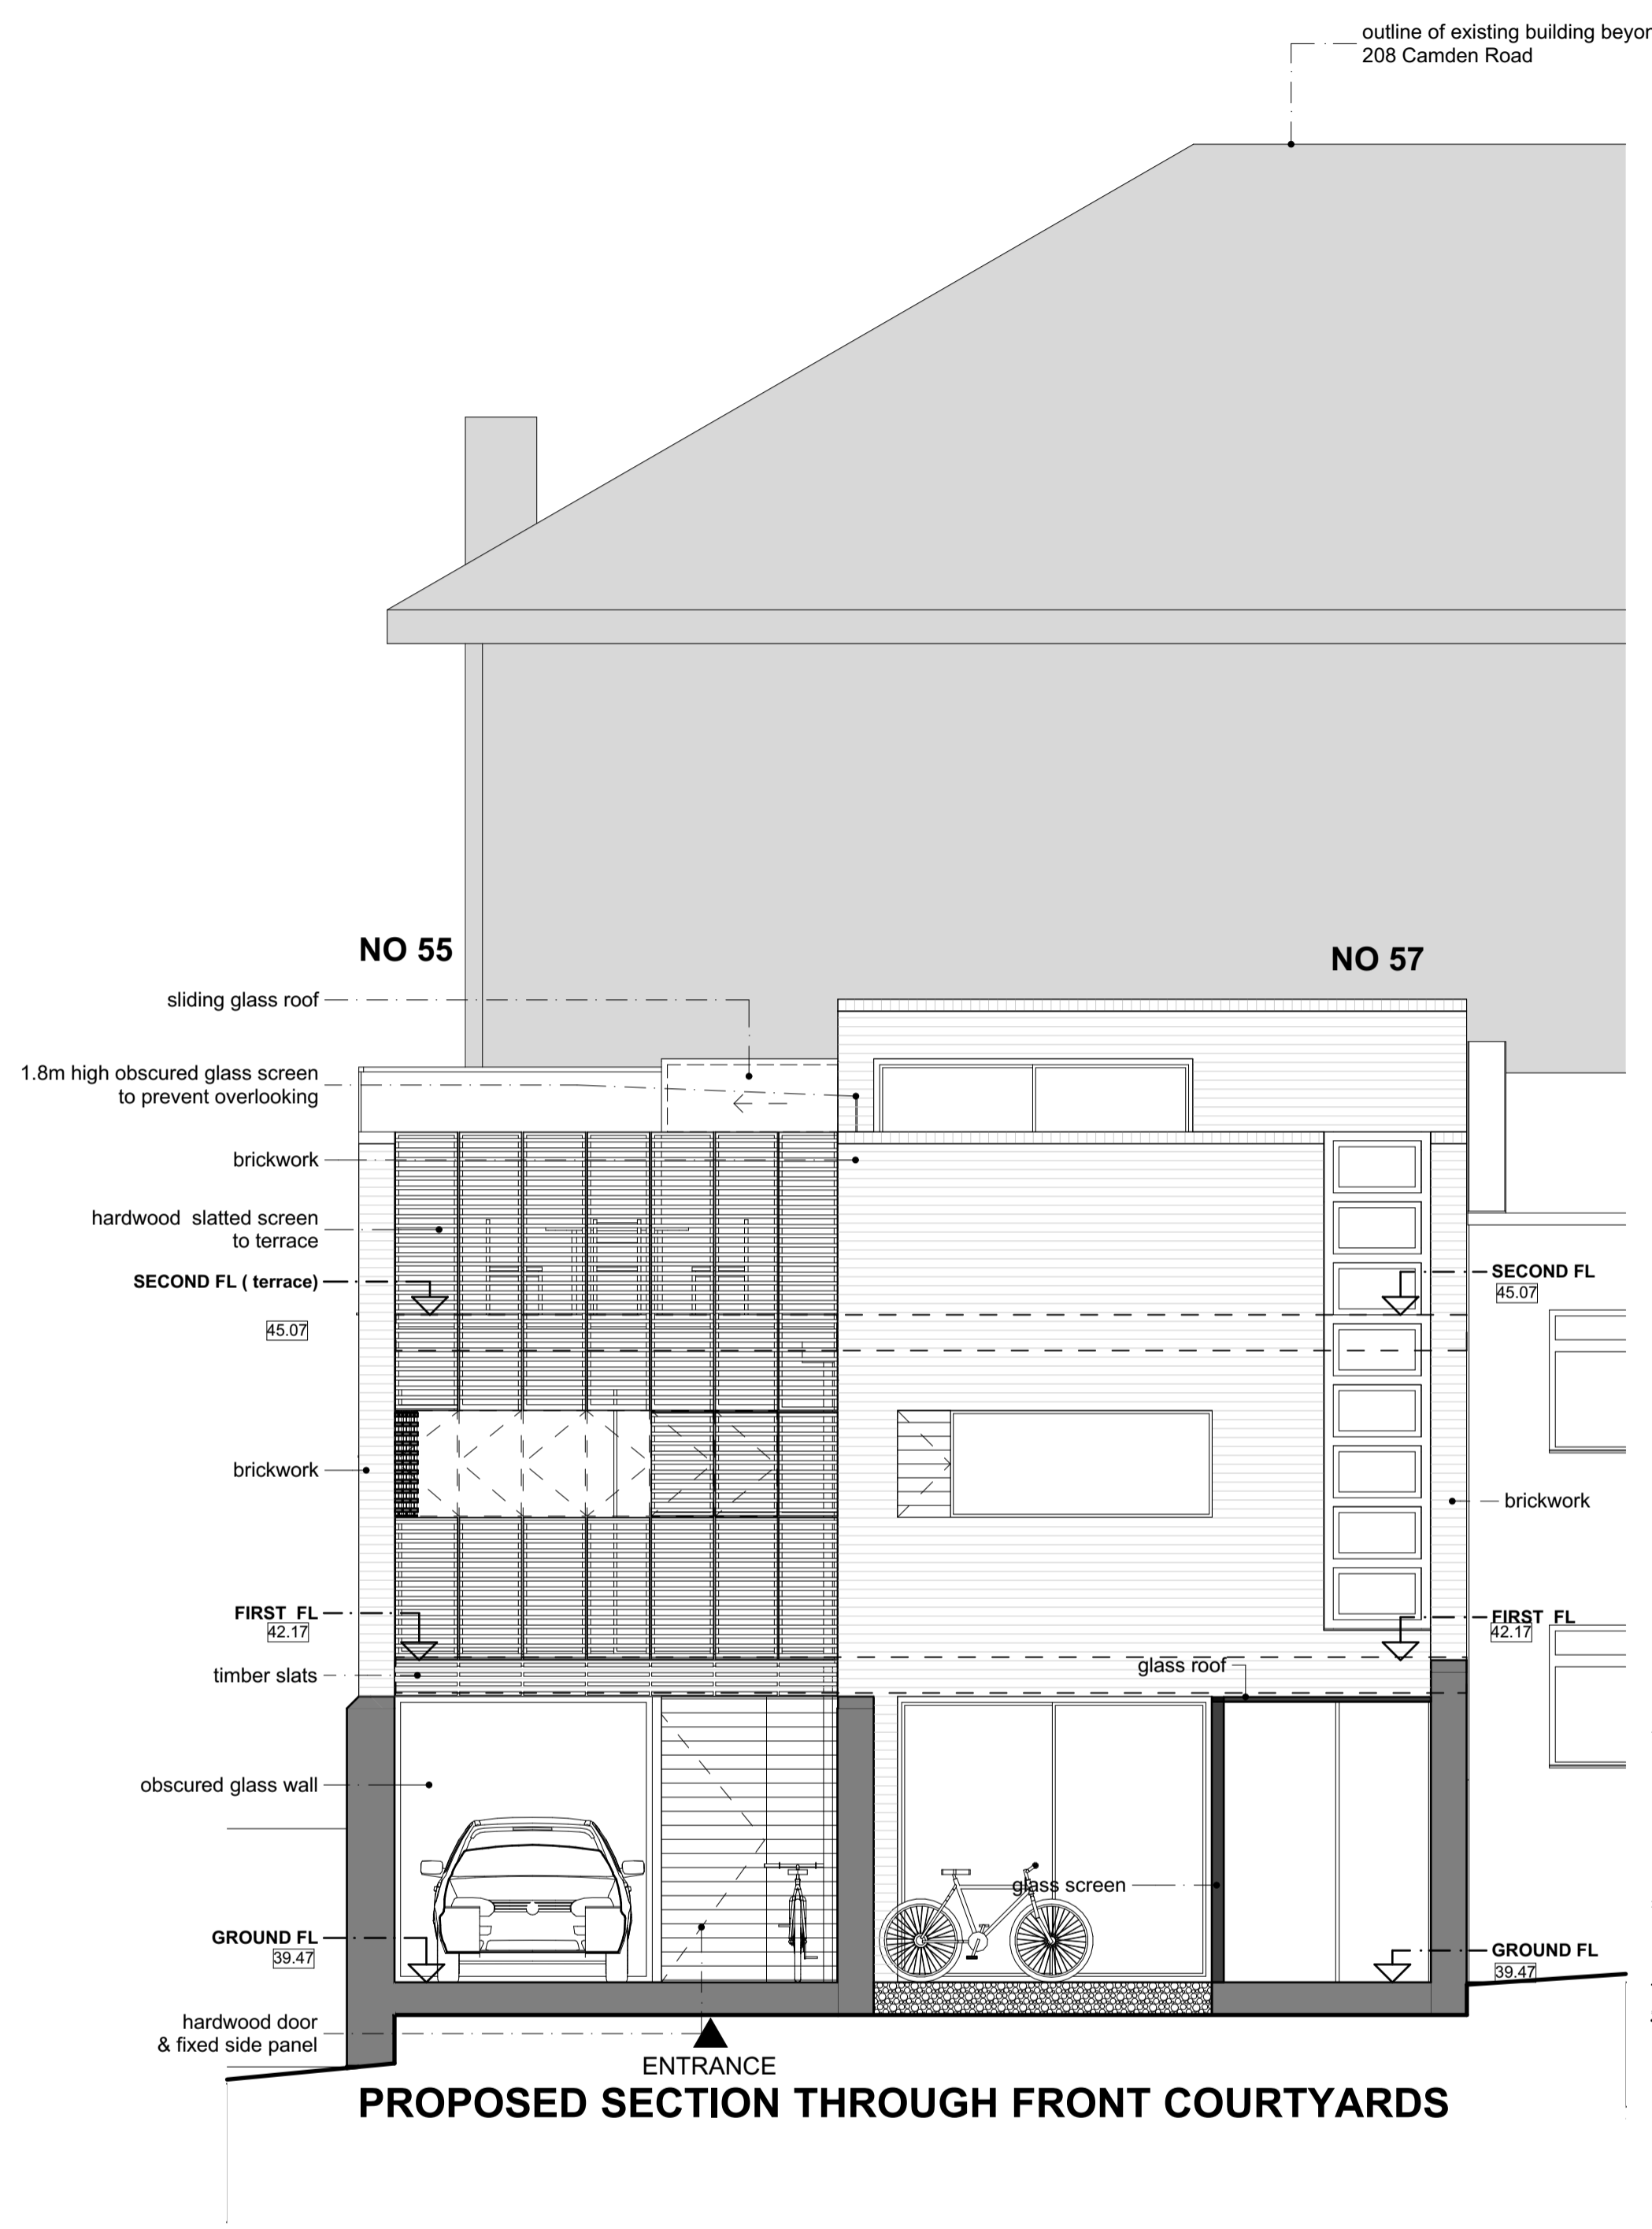 outline of existing building
208 Camden Road
NO 55
NO 57
sliding glass roof
1.8m high obscured glass screen
to prevent overlooking
brickwork
hardwood slatted screen
to terrace
SECOND FL ( terrace)
45.07
SECOND FL
45.07
brickwork
brickwork
FIRST FL
42.17
FIRST FL
42.17
timber slats
glass roof
obscured glass wall
glass screen
GROUND FL
39.47
GROUND FL
39.47
hardwood door
& fixed side panel
ENTRANCE
PROPOSED SECTION THROUGH FRONT COURTYARDS